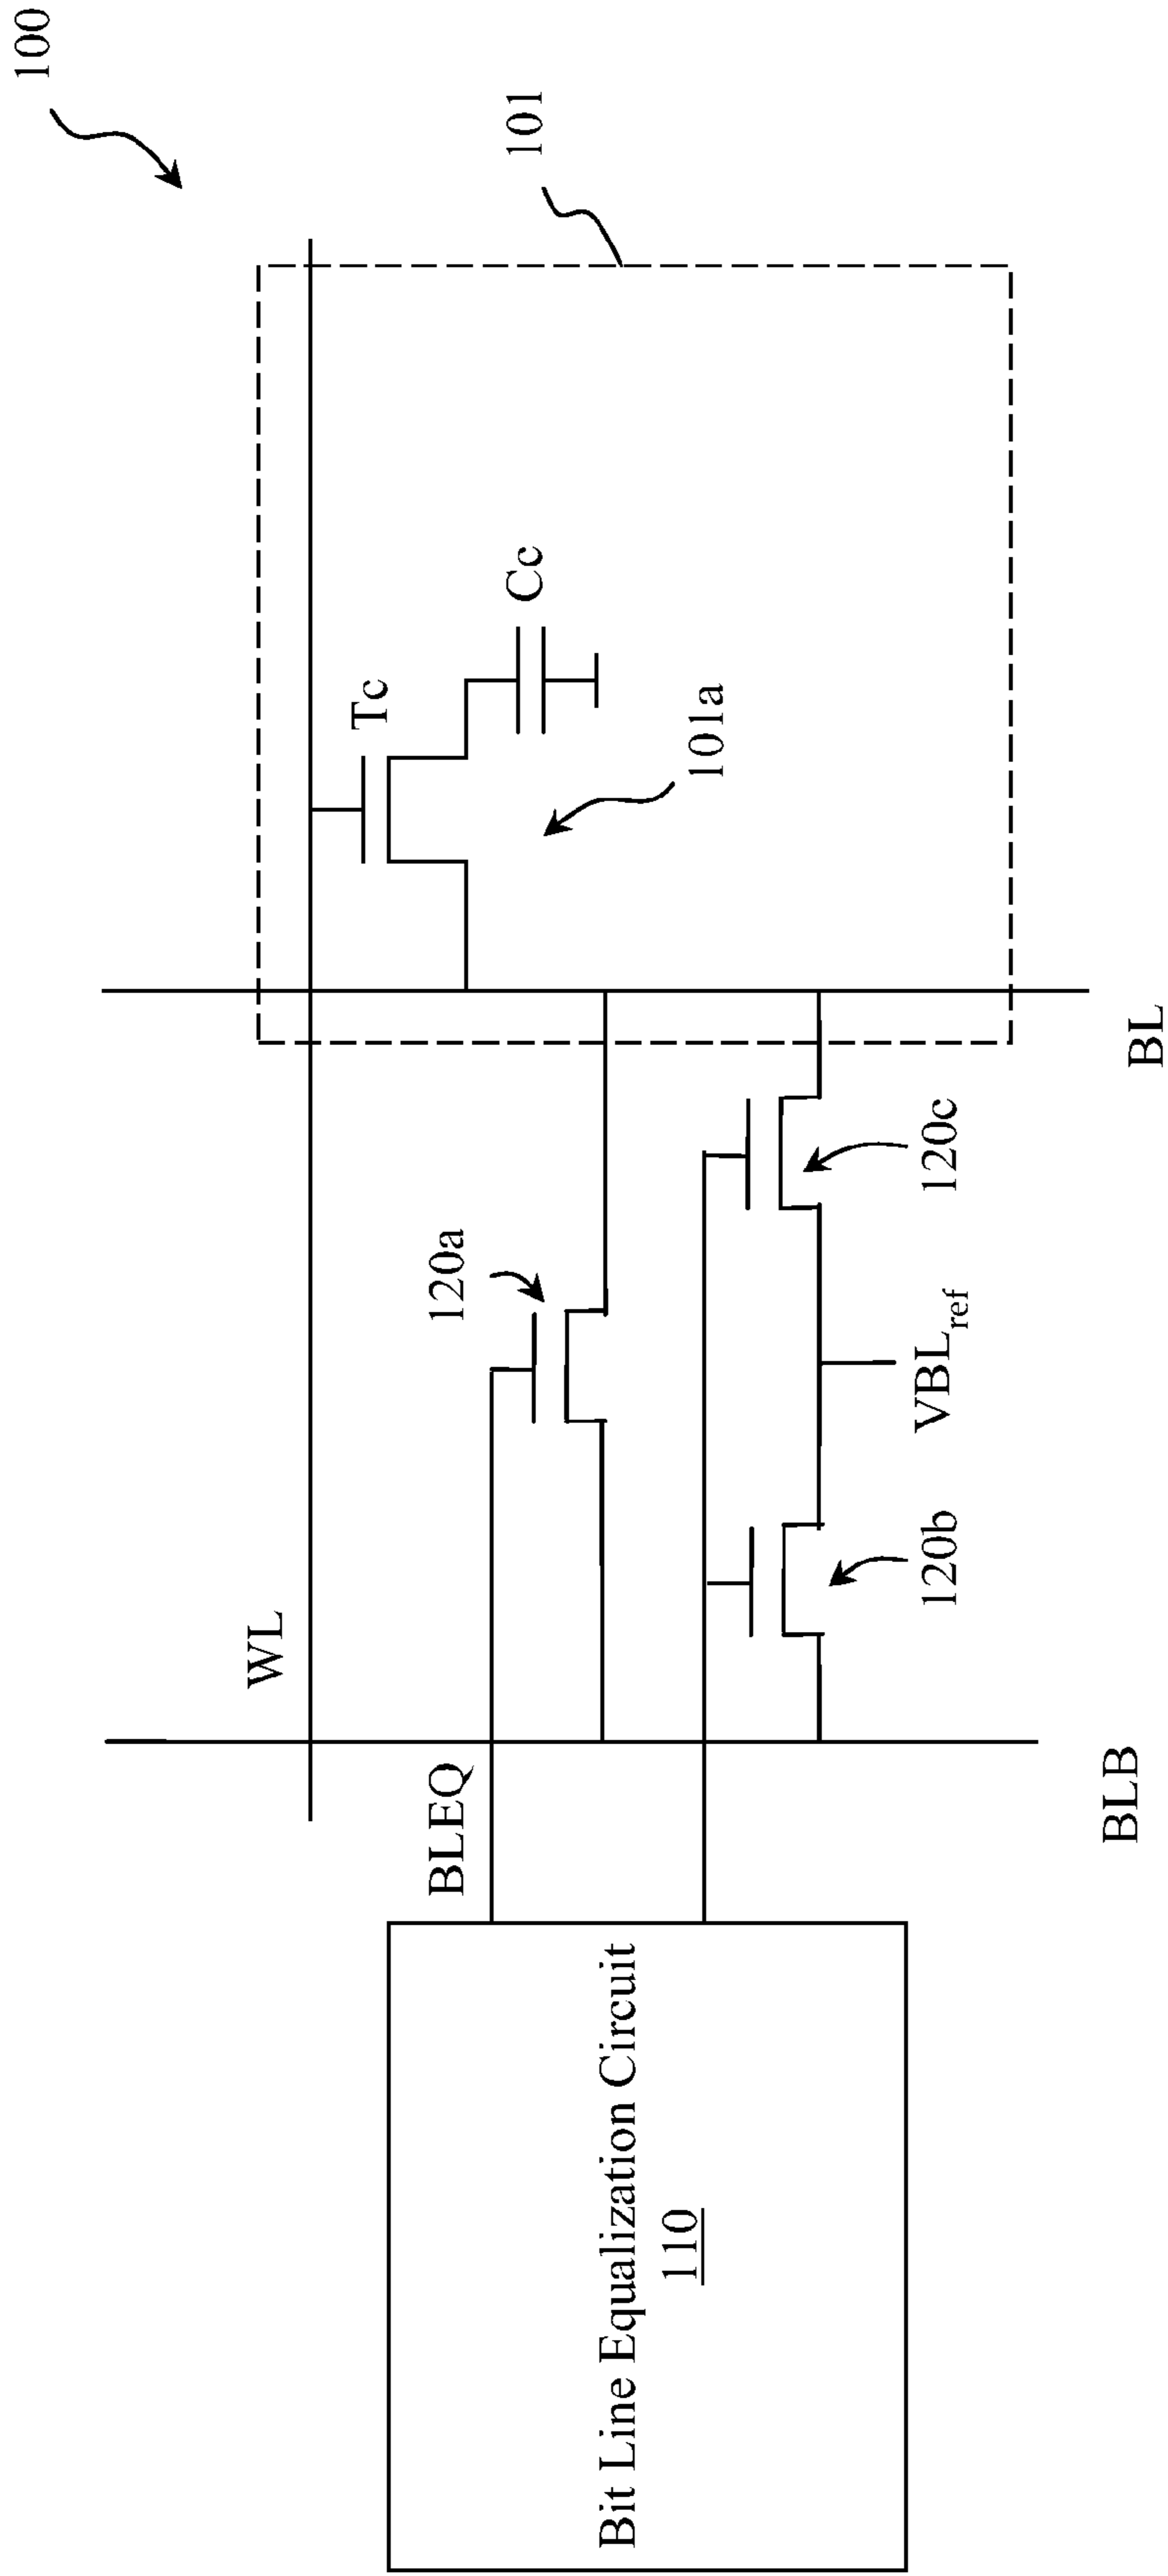 100
101
WL
Tc
Cc
101a
BLEQ
120a
120b
120c
VBLref
BLB
BL
Bit Line Equalization Circuit
110